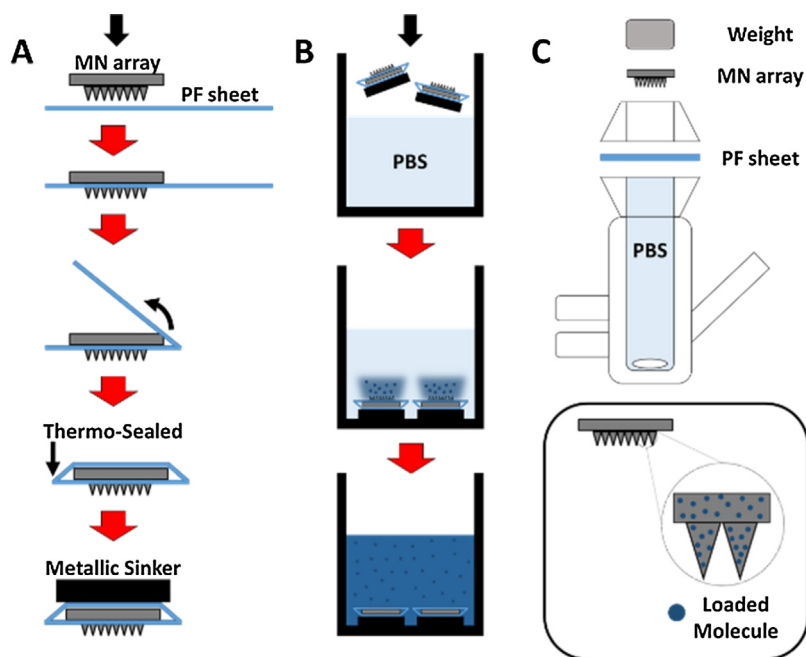 A
MN array
PF sheet
Thermo-Sealed
Metallic Sinker
B
PBS
C
Weight
MN array
PF sheet
PBS
Loaded
Molecule